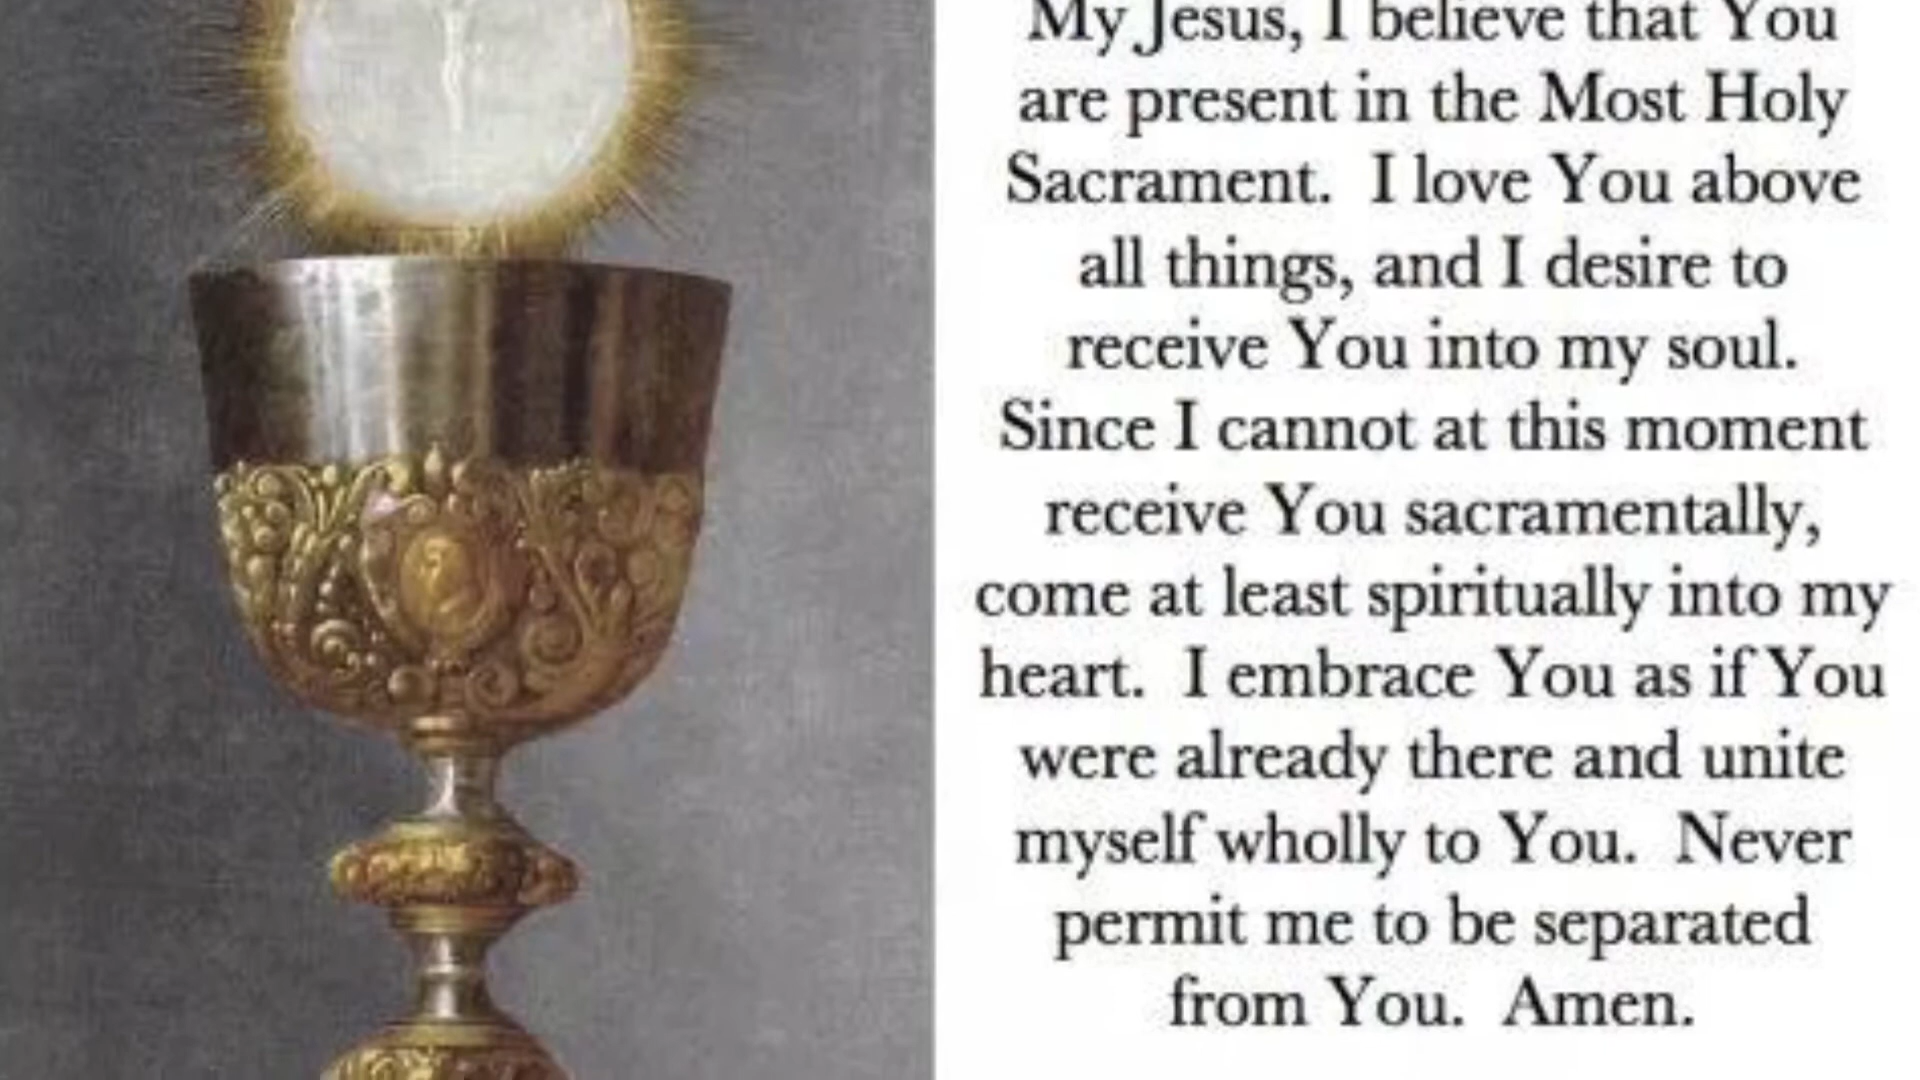 My Jesus, I believe that You
are present in the Most Holy
Sacrament. I love You above
all things, and I desire to
receive You into my soul.
Since I cannot at this moment
receive You sacramentally,
come at least spiritually into my
heart. I embrace You as if You
were already there and unite
myself wholly to You. Never
permit me to be separated
from You. Amen.